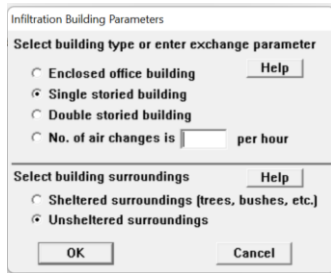 Infiltration Building Parameters
Select building type or enter exchange parameter
Enclosed office building
Help
Single storied building
Double storied building
No. of air changes is per hour
Select building surroundings
Help
Sheltered surroundings (trees, bushes, etc.)
Unsheltered surroundings
OK
Cancel